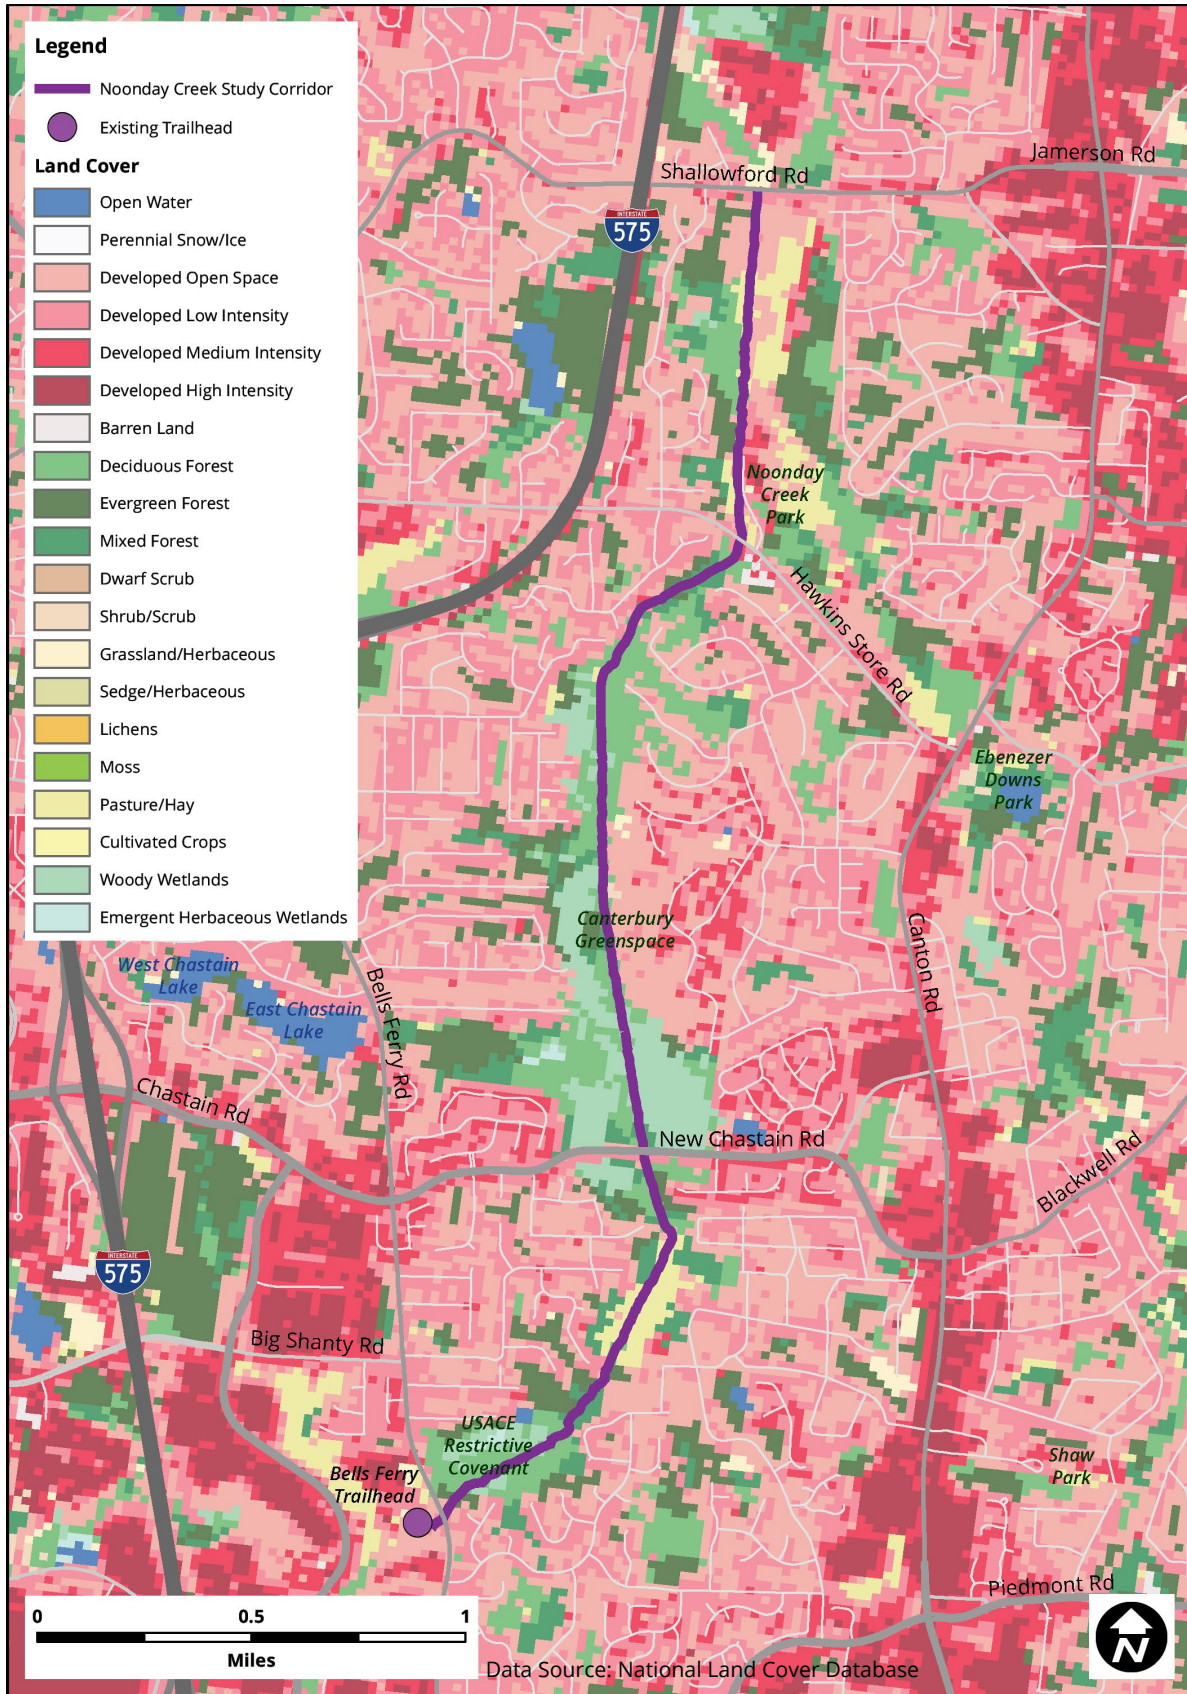 Legend
Noonday Creek Study Corridor
Existing Trailhead
Land Cover
Open Water
Perennial Snow/Ice
Developed Open Space
Developed Low Intensity
Developed Medium Intensity
Developed High Intensity
Barren Land
Deciduous Forest
Evergreen Forest
Mixed Forest
Dwarf Scrub
Shrub/Scrub
Grassland/Herbaceous
Sedge/Herbaceous
Lichens
Moss
Pasture/Hay
Cultivated Crops
Woody Wetlands
Emergent Herbaceous Wetlands
Jamerson Rd
Shallowford Rd
INTERSTATE
575
Noonday
Creek
Park
Hawkins Store Rd
Ebenezer
Downs
Park
Canterbury
Greenspace
Canton Rd
West Chastain
Lake
East Chastain
Lake
Bells Ferry Rd
Chastain Rd
New Chastain Rd
Blackwell Rd
INTERSTATE
575
Big Shanty Rd
USACE
Restrictive
Covenant
Bells Ferry
Trailhead
Shaw
Park
Piedmont Rd
0 0.5 1
Miles
Data Source: National Land Cover Database
N